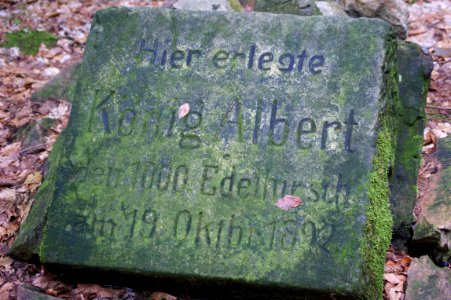 Hier erlegte
König Albert
den 1000 Edelhirsch
am 19. Oktbr. 1892